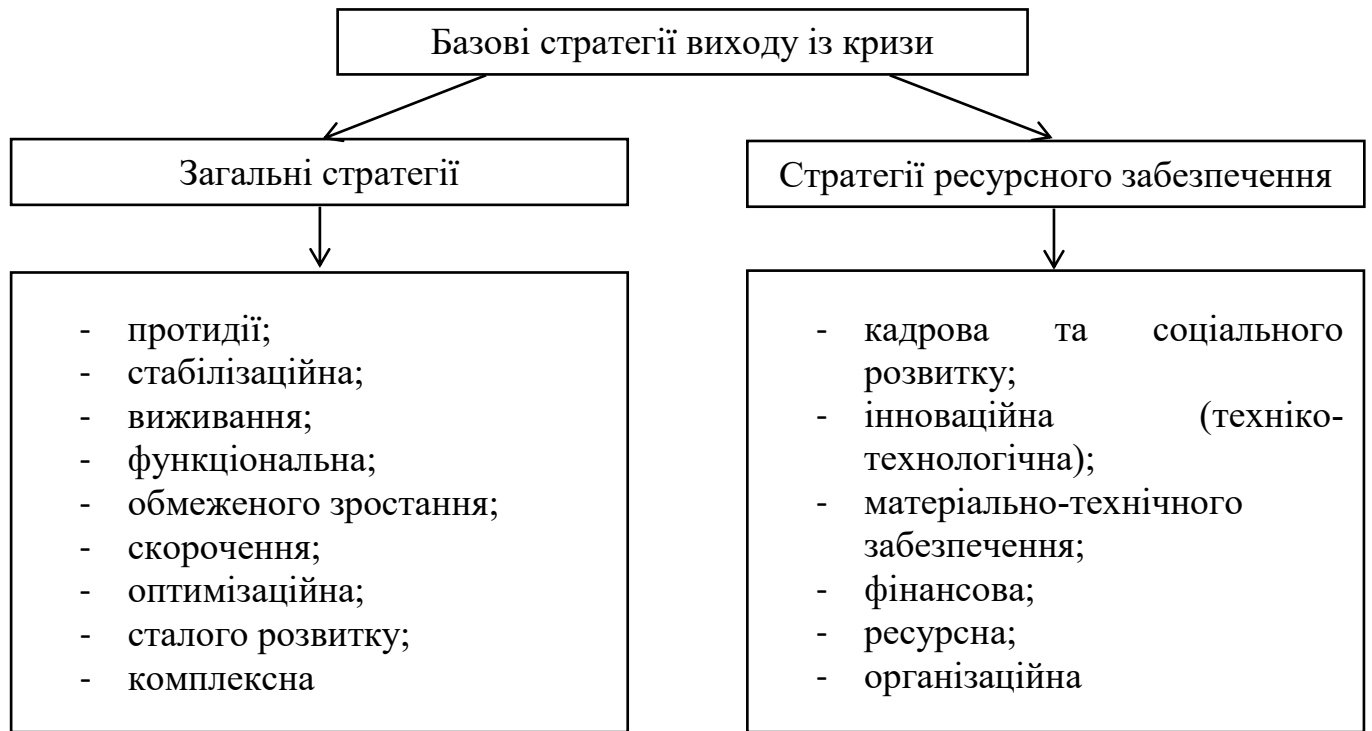 Базові стратегії виходу із кризи
Загальні стратегії
- протидії;
- стабілізаційна;
- виживання;
- функціональна;
- обмеженого зростання;
- скорочення;
- оптимізаційна;
- сталого розвитку;
- комплексна
Стратегії ресурсного забезпечення
- кадрова та соціального
розвитку;
- інноваційна (техніко-
технологічна);
- матеріально-технічного
забезпечення;
- фінансова;
- ресурсна;
- організаційна